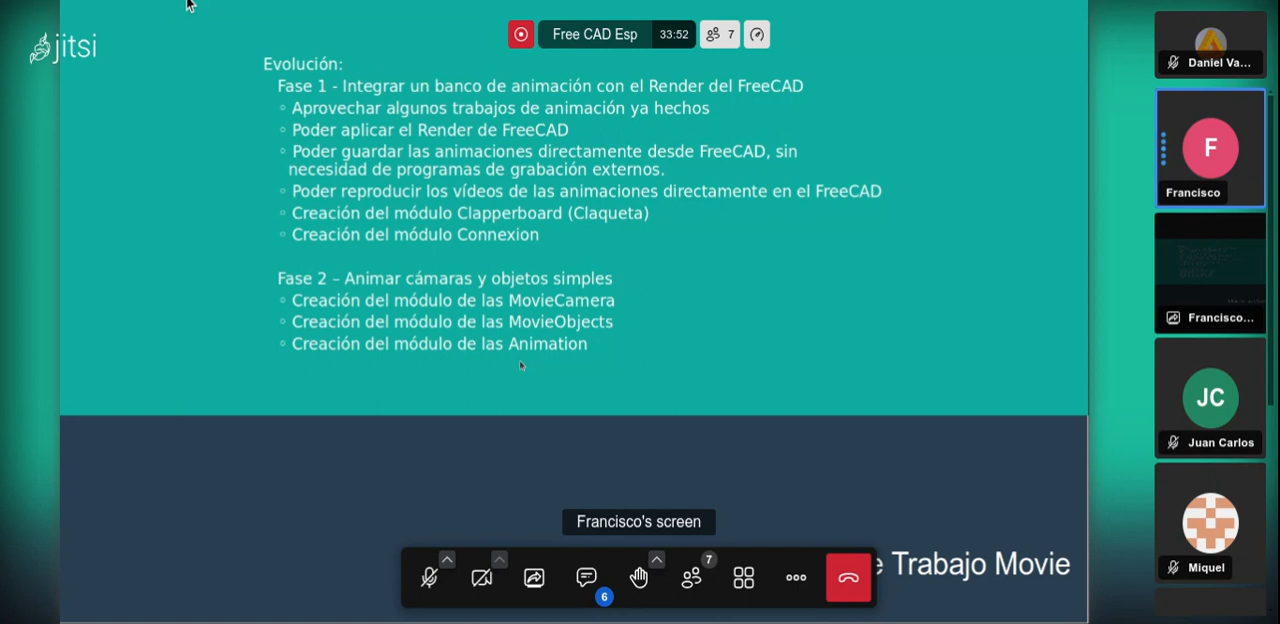 jitsi
Free CAD Esp 33:52 7
Evolución:
Fase 1 - Integrar un banco de animación con el Render del FreeCAD
◦ Aprovechar algunos trabajos de animación ya hechos
◦ Poder aplicar el Render de FreeCAD
◦ Poder guardar las animaciones directamente desde FreeCAD, sin
necesidad de programas de grabación externos.
◦ Poder reproducir los vídeos de las animaciones directamente en el FreeCAD
◦ Creación del módulo Clapperboard (Claqueta)
◦ Creación del módulo Connexion
Fase 2 – Animar cámaras y objetos simples
◦ Creación del módulo de las MovieCamera
◦ Creación del módulo de las MovieObjects
◦ Creación del módulo de las Animation
Francisco's screen
7
6
e Trabajo Movie
Daniel Va...
F
Francisco
Francisco...
JC
Juan Carlos
Miquel